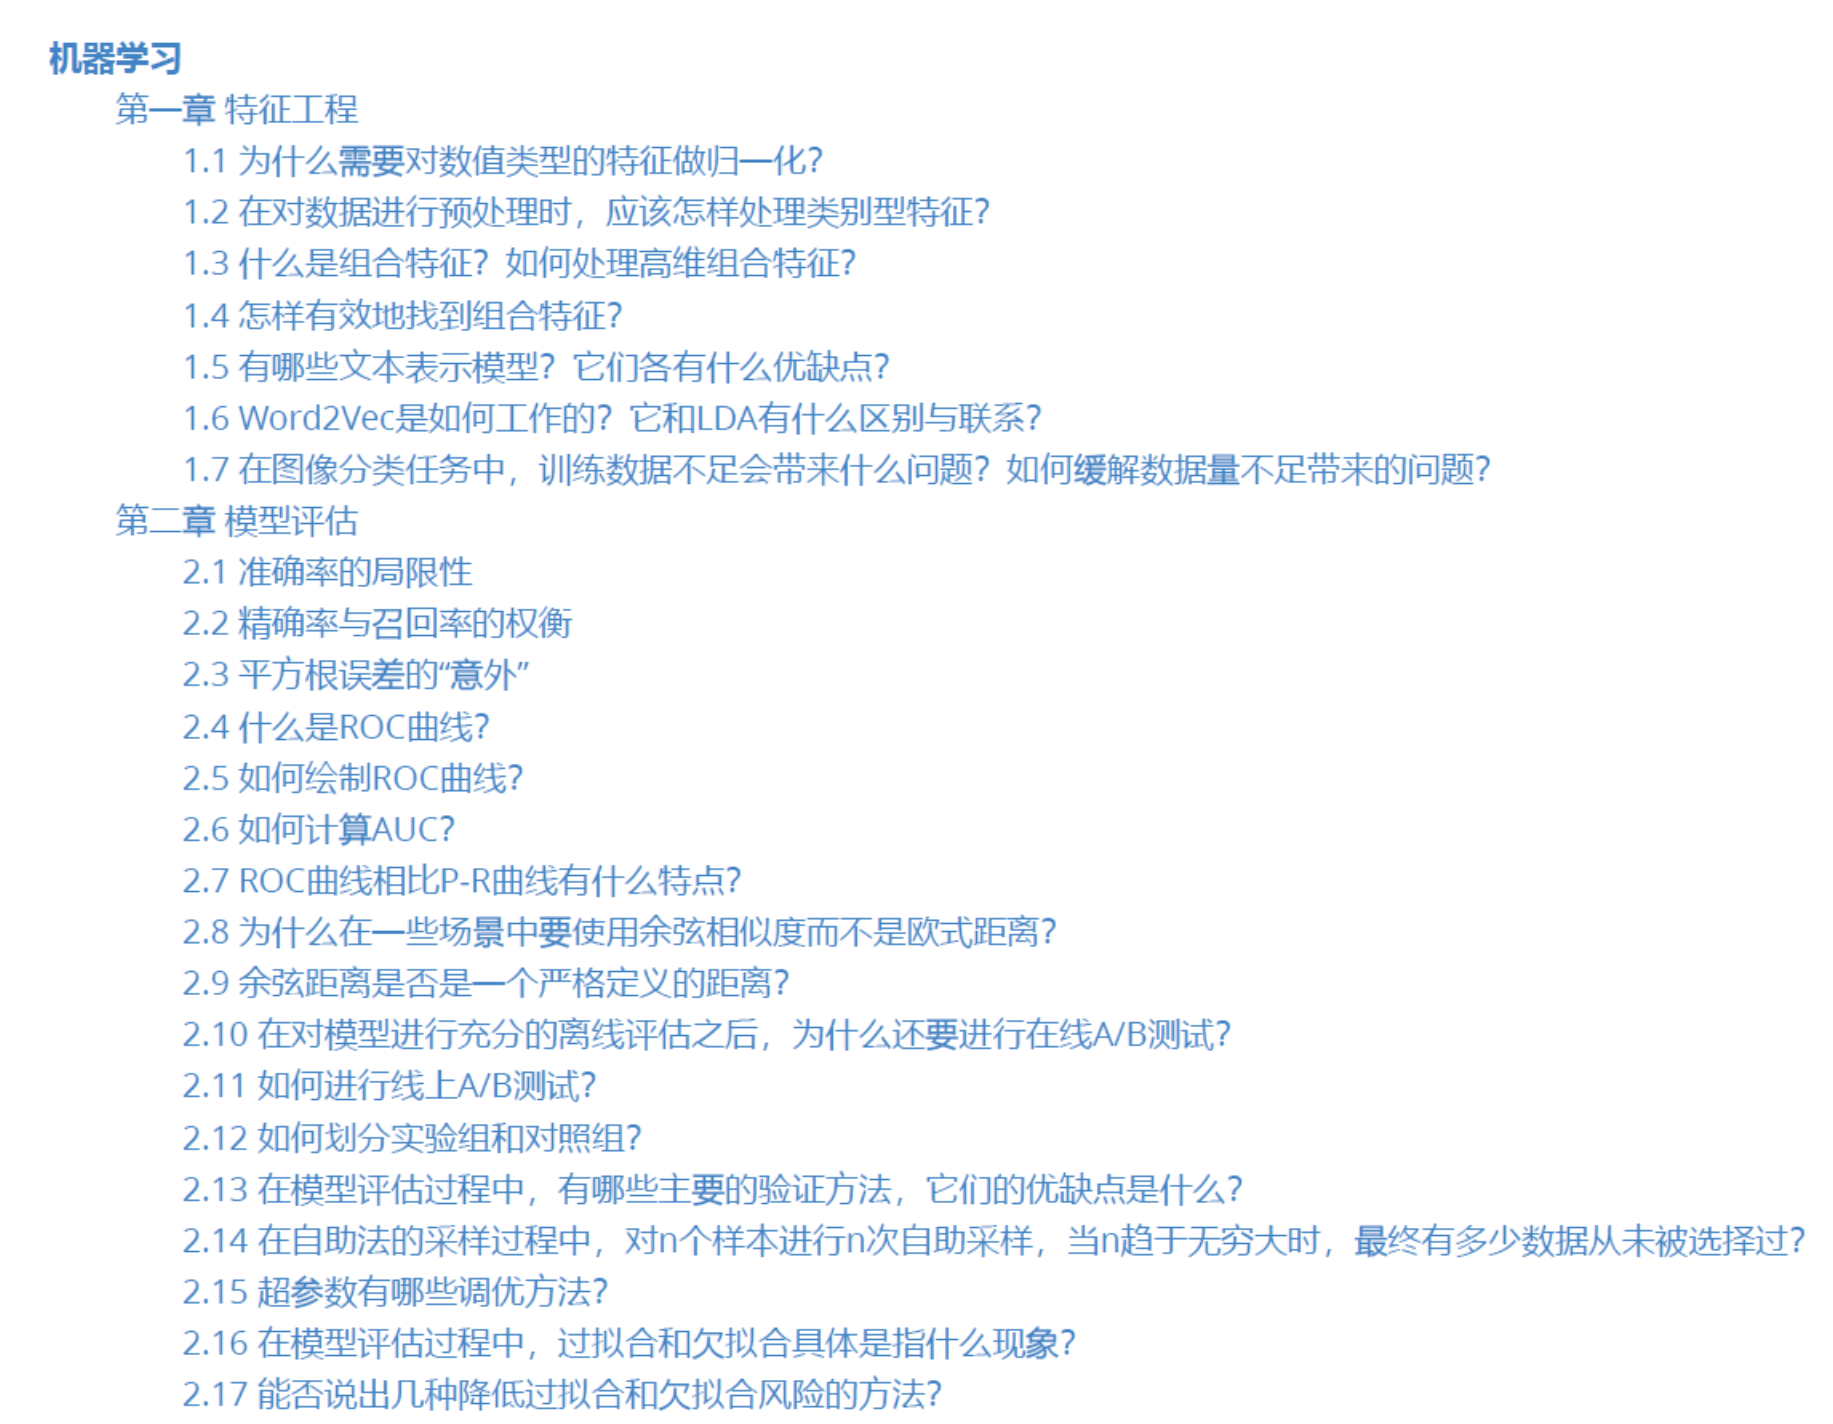 机器学习
第一章 特征工程
1.1 为什么需要对数值类型的特征做归一化?
1.2 在对数据进行预处理时，应该怎样处理类别型特征?
1.3 什么是组合特征? 如何处理高维组合特征?
1.4 怎样有效地找到组合特征?
1.5 有哪些文本表示模型? 它们各有什么优缺点?
1.6 Word2Vec是如何工作的? 它和LDA有什么区别与联系?
1.7 在图像分类任务中，训练数据不足会带来什么问题? 如何缓解数据量不足带来的问题?
第二章 模型评估
2.1 准确率的局限性
2.2 精确率与召回率的权衡
2.3 平方根误差的“意外”
2.4 什么是ROC曲线?
2.5 如何绘制ROC曲线?
2.6 如何计算AUC?
2.7 ROC曲线相比P-R曲线有什么特点?
2.8 为什么在一些场景中要使用余弦相似度而不是欧式距离?
2.9 余弦距离是否是一个严格定义的距离?
2.10 在对模型进行充分的离线评估之后，为什么还要进行在线A/B测试?
2.11 如何进行线上A/B测试?
2.12 如何划分实验组和对照组?
2.13 在模型评估过程中，有哪些主要的验证方法，它们的优缺点是什么?
2.14 在自助法的采样过程中，对n个样本进行n次自助采样，当n趋于无穷大时，最终有多少数据从未被选择过?
2.15 超参数有哪些调优方法?
2.16 在模型评估过程中，过拟合和欠拟合具体是指什么现象?
2.17 能否说出几种降低过拟合和欠拟合风险的方法?